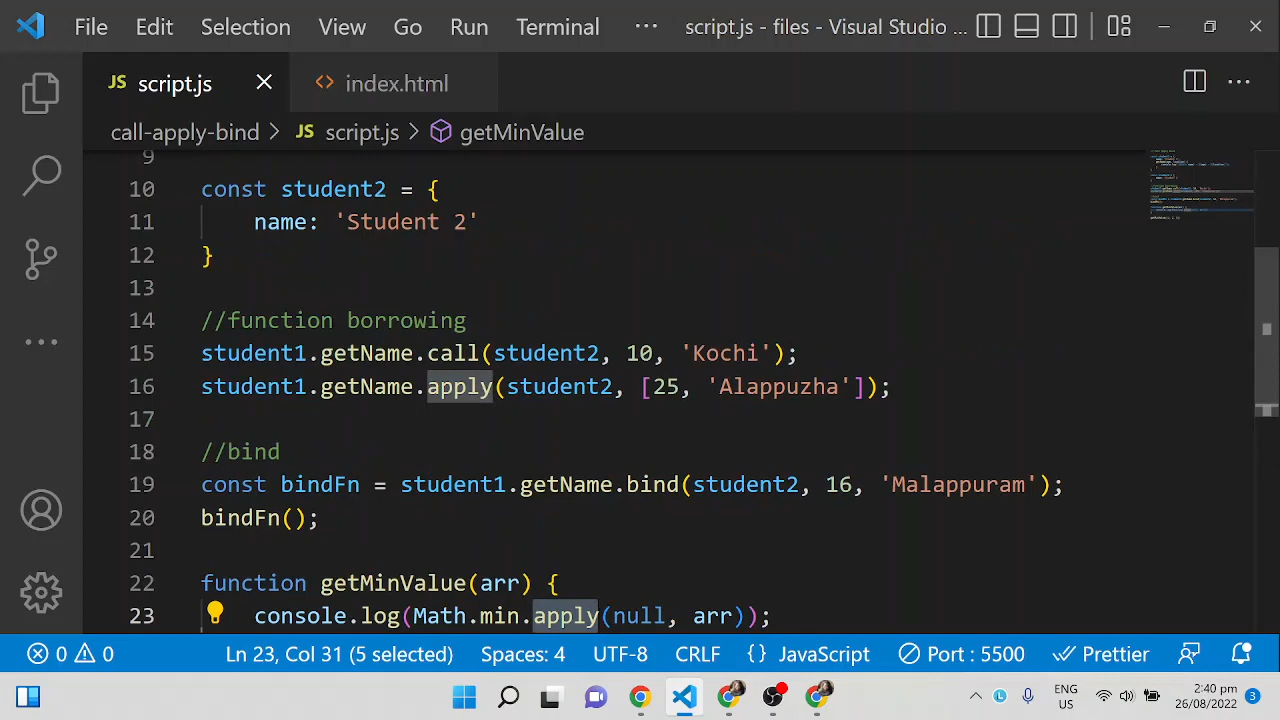 File Edit Selection View Go Run Terminal ··· script.js - files - Visual Studio ...
JS script.js index.html
call-apply-bind > JS script.js > getMinValue
9
10 const student2 = {
11 name: 'Student 2'
12 }
13
14 //function borrowing
15 student1.getName.call(student2, 10, 'Kochi');
16 student1.getName.apply(student2, [25, 'Alappuzha']);
17
18 //bind
19 const bindFn = student1.getName.bind(student2, 16, 'Malappuram');
20 bindFn();
21
22 function getMinValue(arr) {
23 console.log(Math.min.apply(null, arr));
0 0 Ln 23, Col 31 (5 selected) Spaces: 4 UTF-8 CRLF {} JavaScript Port : 5500 Prettier
ENG
US
2:40 pm
26/08/2022
3